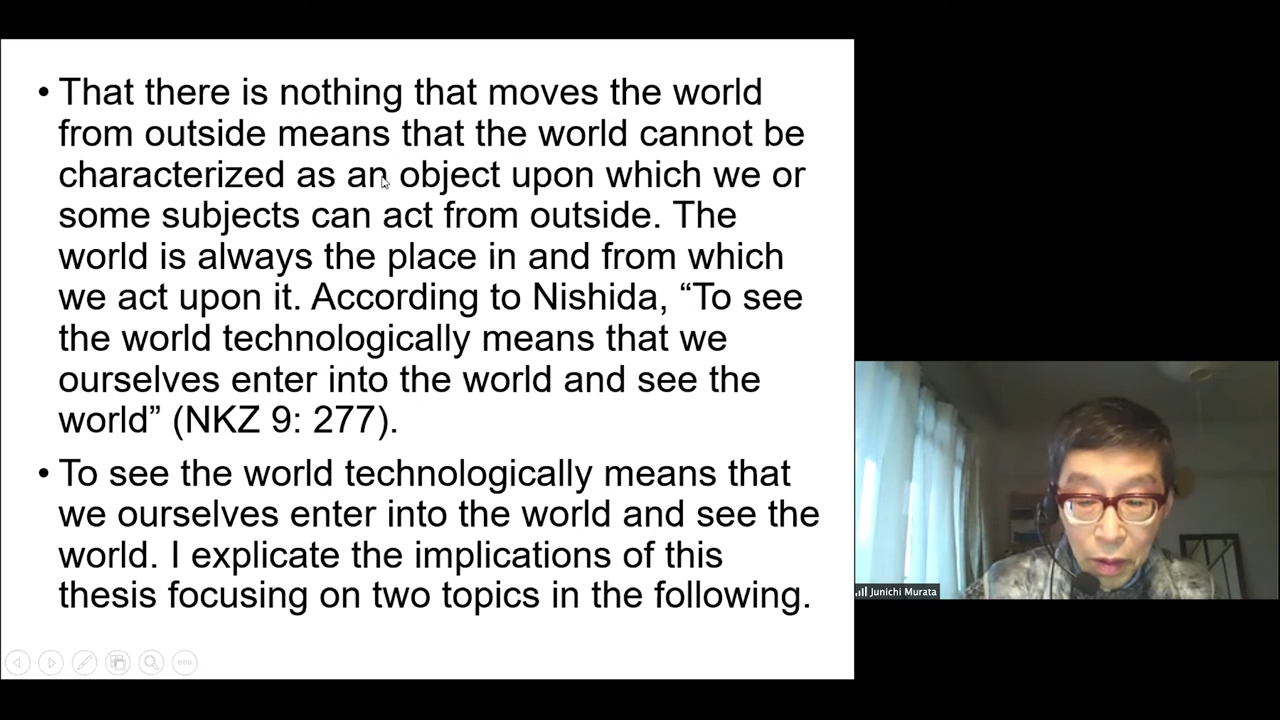 • That there is nothing that moves the world
from outside means that the world cannot be
characterized as an object upon which we or
some subjects can act from outside. The
world is always the place in and from which
we act upon it. According to Nishida, “To see
the world technologically means that we
ourselves enter into the world and see the
world” (NKZ 9: 277).
• To see the world technologically means that
we ourselves enter into the world and see the
world. I explicate the implications of this
thesis focusing on two topics in the following.
Junichi Murata